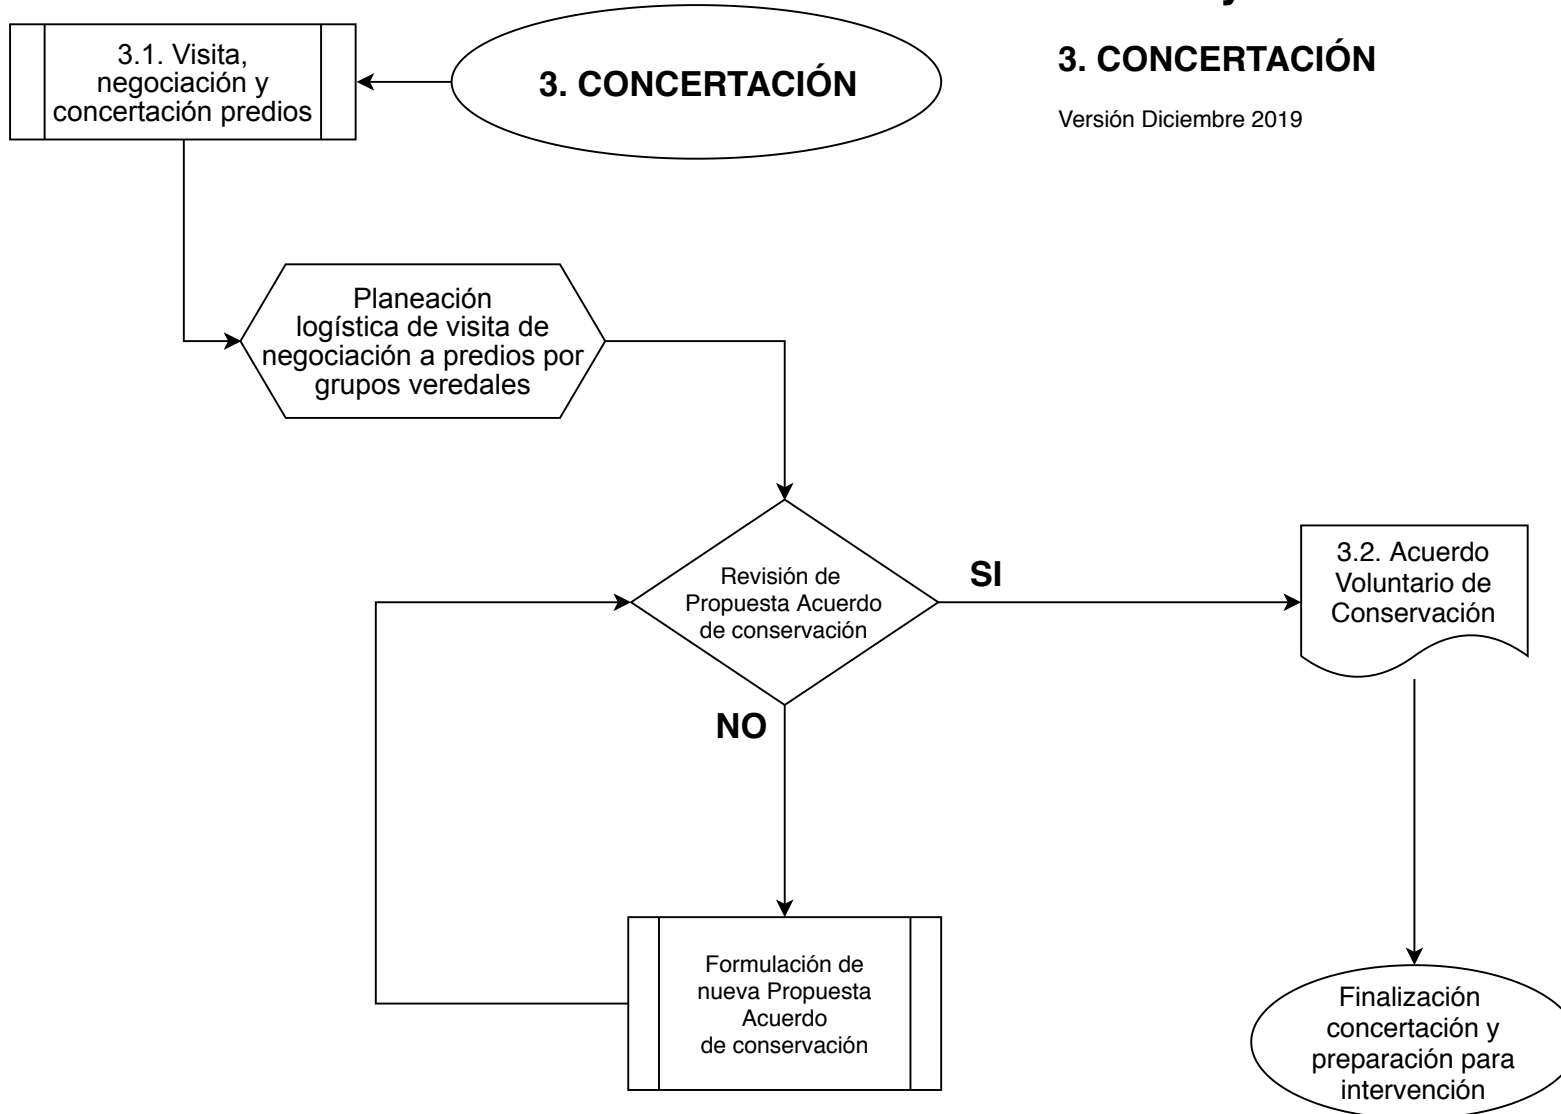 3. CONCERTACIÓN
Versión Diciembre 2019
3. CONCERTACIÓN
3.1. Visita,
negociación y
concertación predios
Planeación
logística de visita de
negociación a predios por
grupos veredales
Revisión de
Propuesta Acuerdo
de conservación
SI
3.2. Acuerdo
Voluntario de
Conservación
NO
Formulación de
nueva Propuesta
Acuerdo
de conservación
Finalización
concertación y
preparación para
intervención